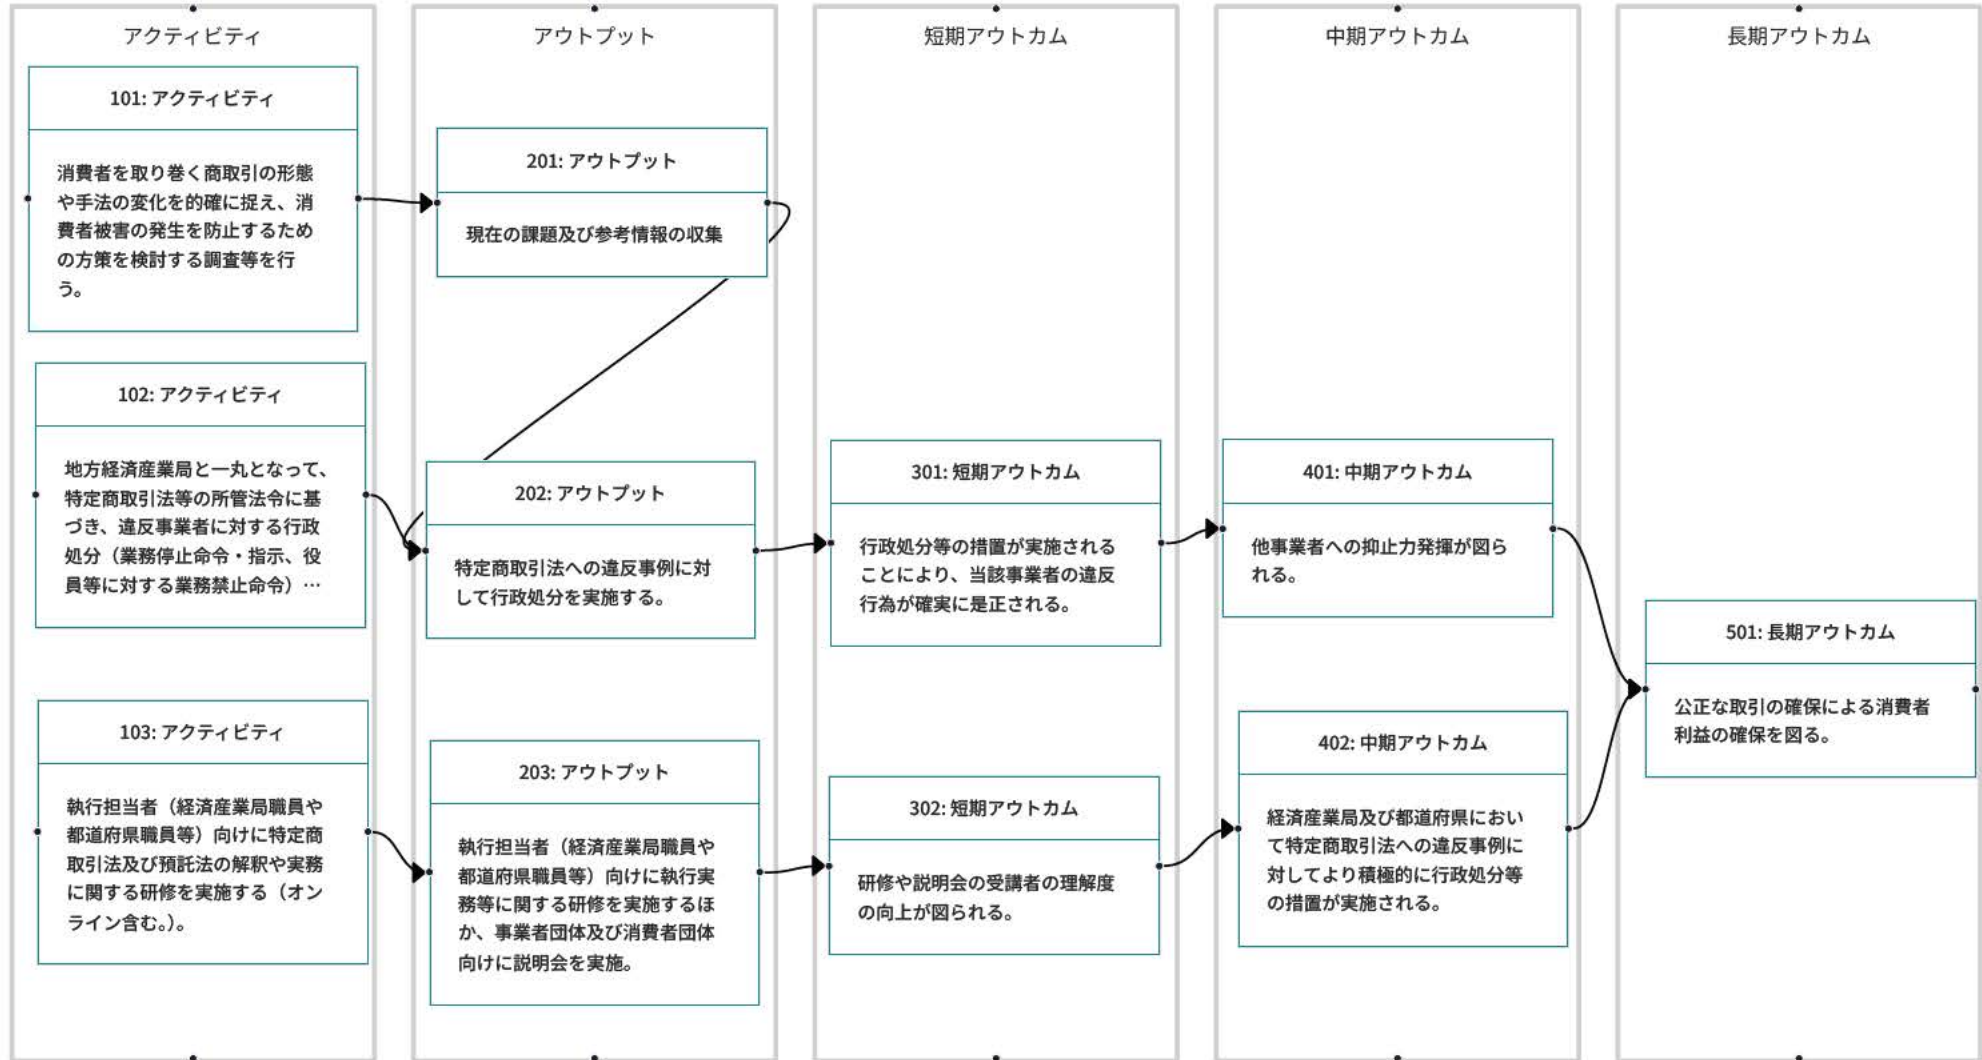 アクティビティ
アウトプット
短期アウトカム
中期アウトカム
長期アウトカム
101: アクティビティ
消費者を取り巻く商取引の形態
や手法の変化を的確に捉え、消
費者被害の発生を防止するため
の方策を検討する調査等を行
う。
102: アクティビティ
地方経済産業局と一丸となって、
特定商取引法等の所管法令に基
づき、違反事業者に対する行政
処分（業務停止命令・指示、役
員等に対する業務禁止命令）…
103: アクティビティ
執行担当者（経済産業局職員や
都道府県職員等）向けに特定商
取引法及び預託法の解釈や実務
に関する研修を実施する（オン
ライン含む。）。
201: アウトプット
現在の課題及び参考情報の収集
202: アウトプット
特定商取引法への違反事例に対
して行政処分を実施する。
203: アウトプット
執行担当者（経済産業局職員や
都道府県職員等）向けに執行実
務等に関する研修を実施するほ
か、事業者団体及び消費者団体
向けに説明会を実施。
301: 短期アウトカム
行政処分等の措置が実施される
ことにより、当該事業者の違反
行為が確実に是正される。
302: 短期アウトカム
研修や説明会の受講者の理解度
の向上が図られる。
401: 中期アウトカム
他事業者への抑止力発揮が図ら
れる。
402: 中期アウトカム
経済産業局及び都道府県におい
て特定商取引法への違反事例に
対してより積極的に行政処分等
の措置が実施される。
501: 長期アウトカム
公正な取引の確保による消費者
利益の確保を図る。